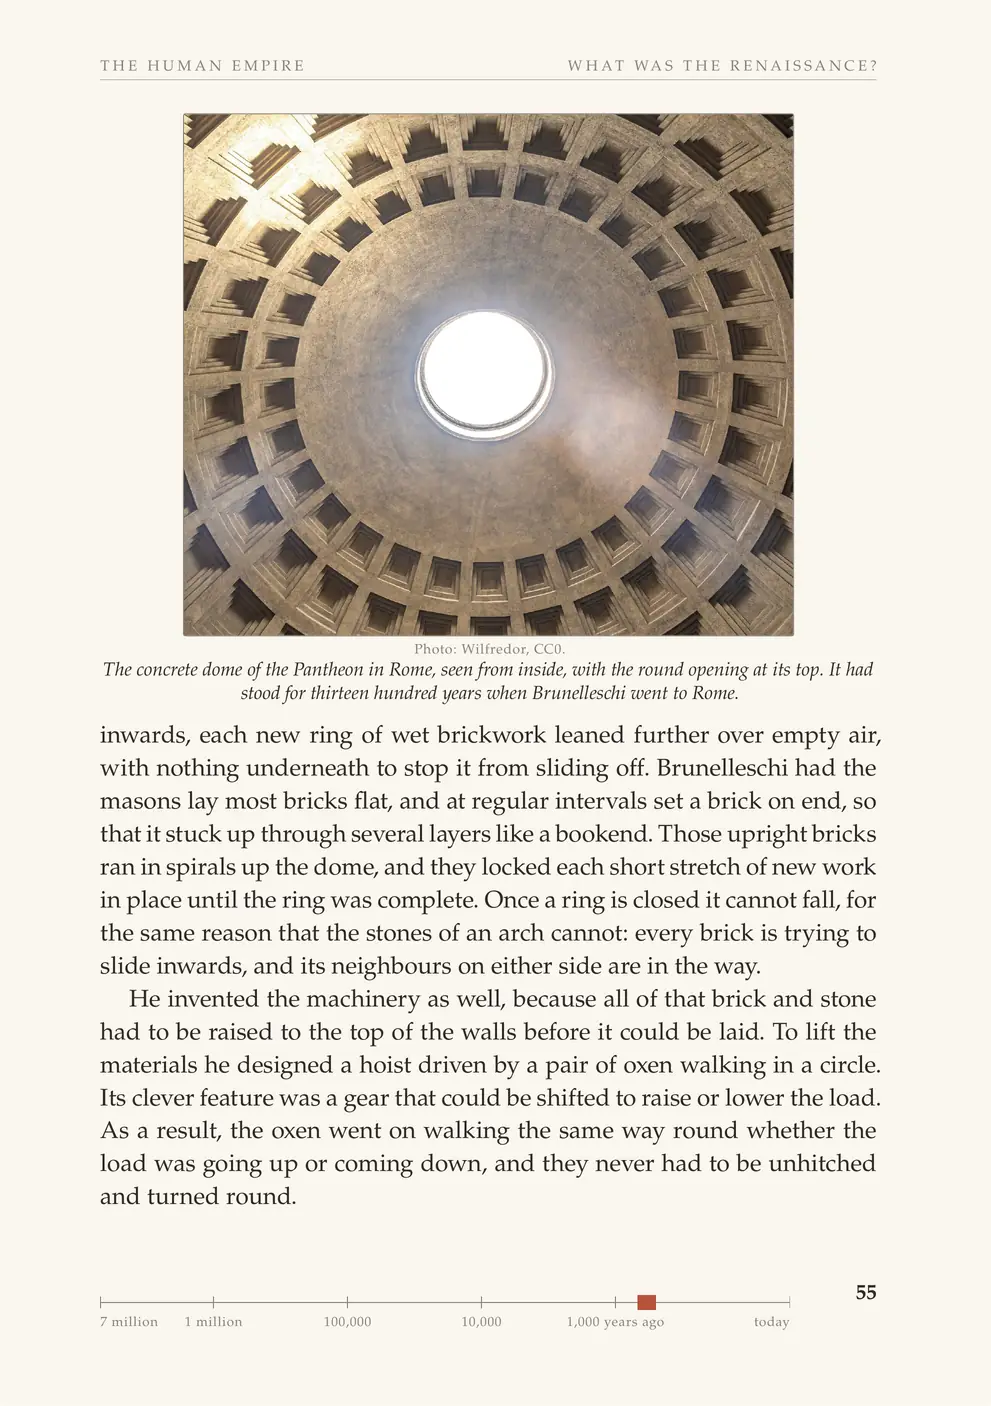 THE HUMAN EMPIRE
WHAT WAS THE RENAISSANCE?
Photo: Wilfredor, CC0.
The concrete dome of the Pantheon in Rome, seen from inside, with the round opening at its top. It had
stood for thirteen hundred years when Brunelleschi went to Rome.
inwards, each new ring of wet brickwork leaned further over empty air,
with nothing underneath to stop it from sliding off. Brunelleschi had the
masons lay most bricks flat, and at regular intervals set a brick on end, so
that it stuck up through several layers like a bookend. Those upright bricks
ran in spirals up the dome, and they locked each short stretch of new work
in place until the ring was complete. Once a ring is closed it cannot fall, for
the same reason that the stones of an arch cannot: every brick is trying to
slide inwards, and its neighbours on either side are in the way.
He invented the machinery as well, because all of that brick and stone
had to be raised to the top of the walls before it could be laid. To lift the
materials he designed a hoist driven by a pair of oxen walking in a circle.
Its clever feature was a gear that could be shifted to raise or lower the load.
As a result, the oxen went on walking the same way round whether the
load was going up or coming down, and they never had to be unhitched
and turned round.
55
7 million 1 million 100,000 10,000 1,000 years ago today